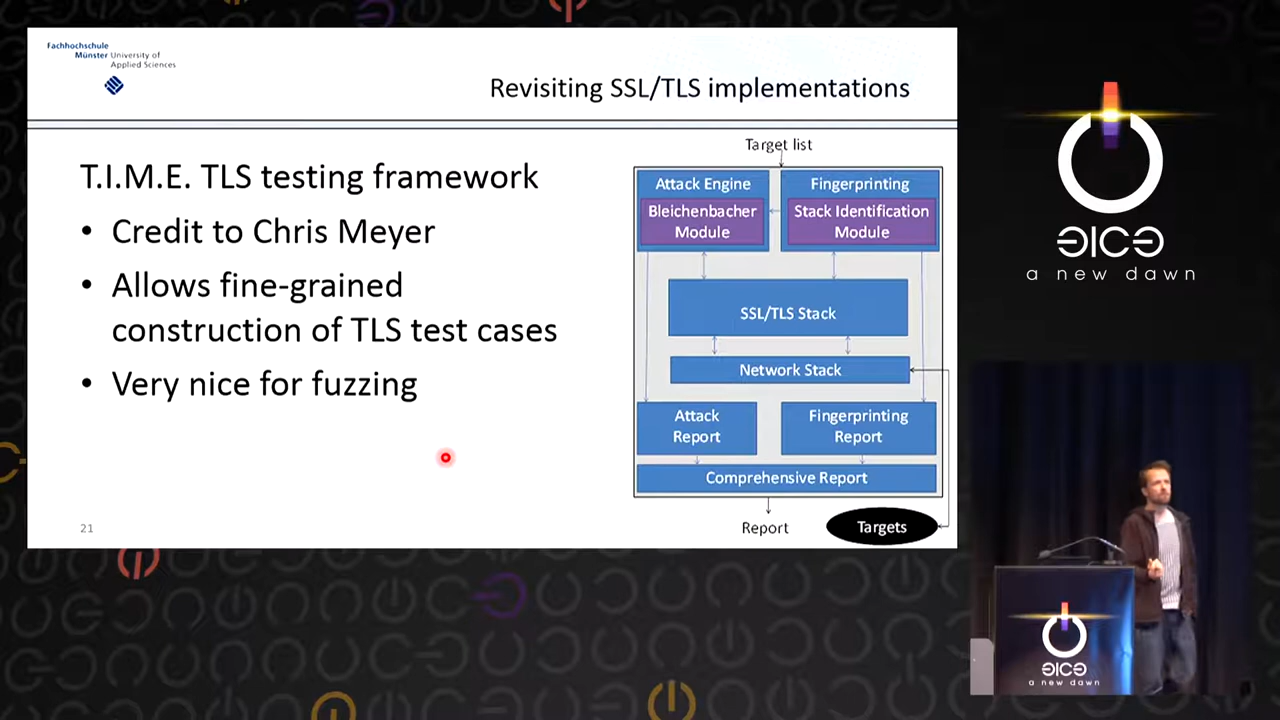 Fachhochschule
Münster University of
Applied Sciences
Revisiting SSL/TLS implementations
T.I.M.E. TLS testing framework
• Credit to Chris Meyer
• Allows fine-grained
construction of TLS test cases
• Very nice for fuzzing
21
Target list
Attack Engine
Bleichenbacher
Module
Fingerprinting
Stack Identification
Module
SSL/TLS Stack
Network Stack
Attack
Report
Fingerprinting
Report
Comprehensive Report
Report
Targets
a new dawn
a new dawn